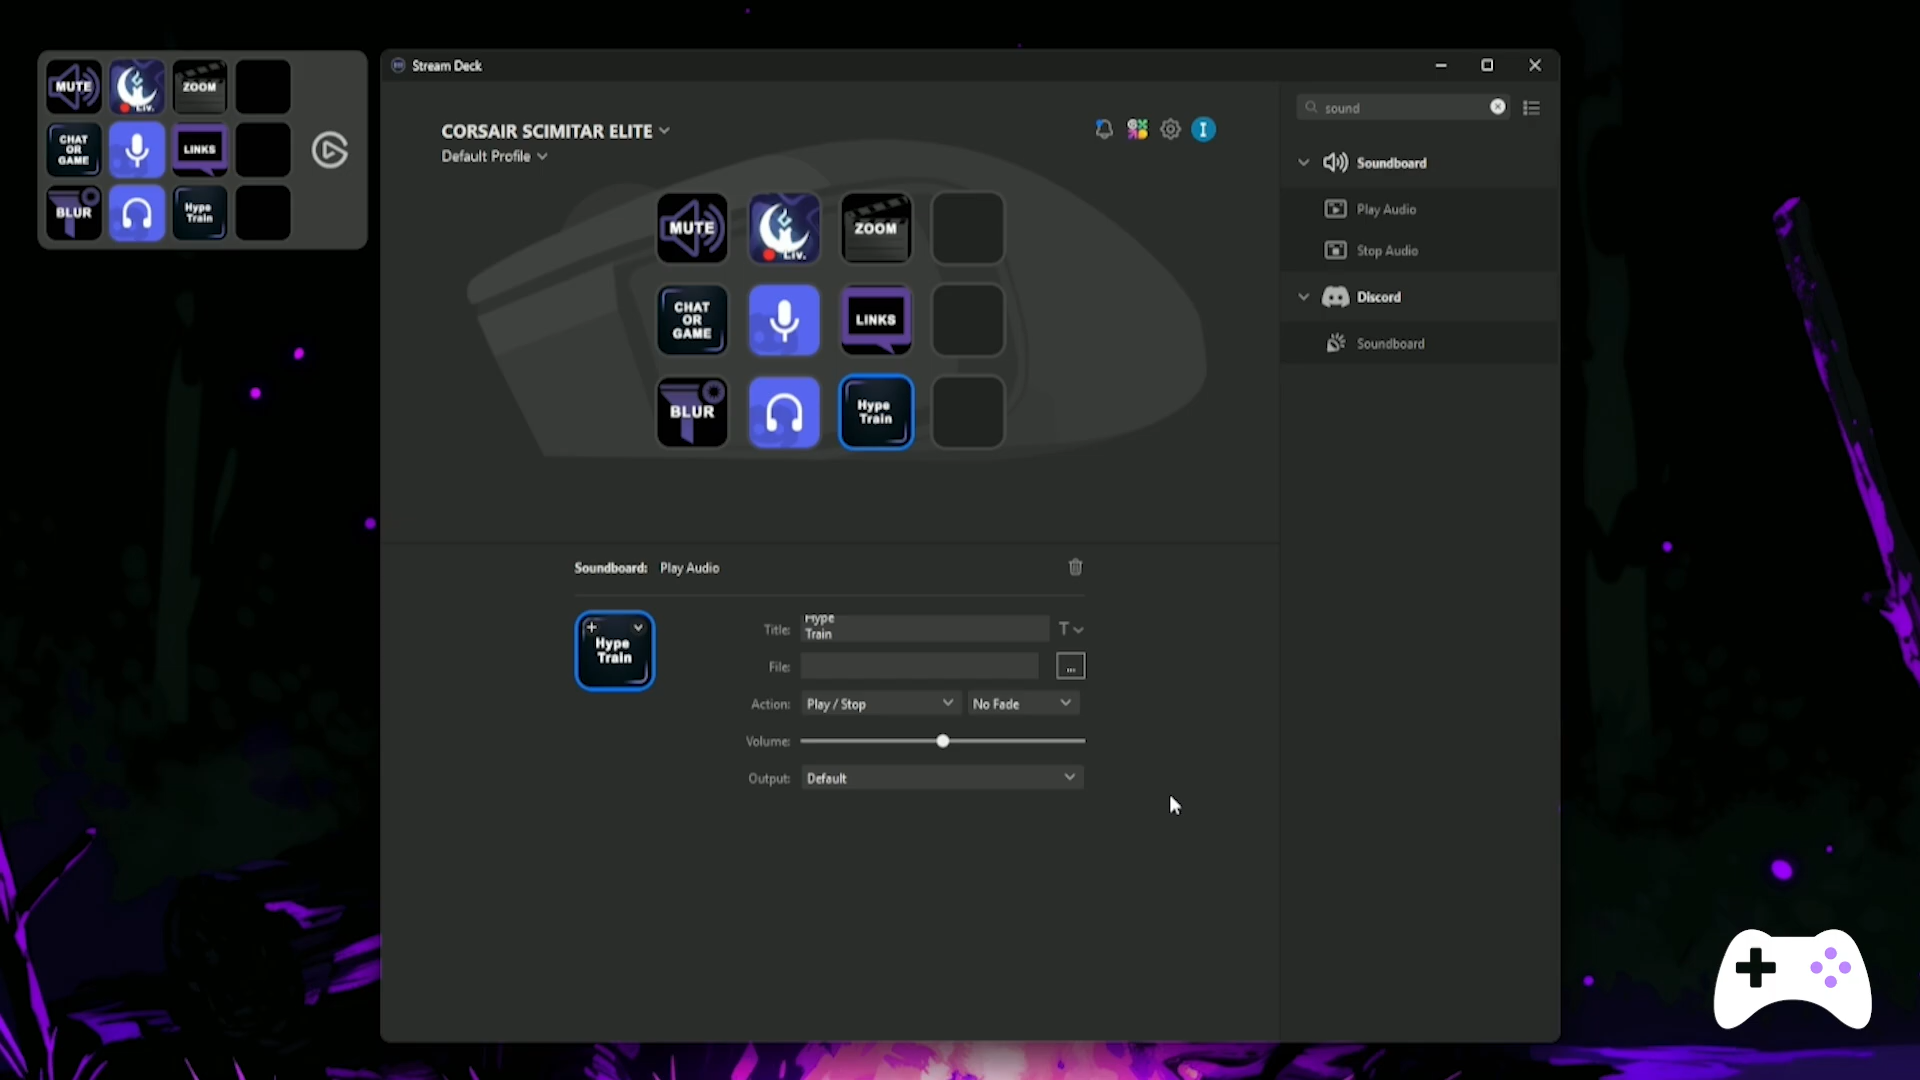 MUTE
Liv.
ZOOM
CHAT
OR
GAME
LINKS
BLUR
Hype
Train
Stream Deck
CORSAIR SCIMITAR ELITE
Default Profile
I
MUTE
Liv.
ZOOM
CHAT
OR
GAME
LINKS
BLUR
Hype
Train
sound
Soundboard
Play Audio
Stop Audio
Discord
Soundboard
Soundboard: Play Audio
Hype
Train
Title:
Hype
Train
T
File:
...
Action: Play / Stop No Fade
Volume:
Output: Default